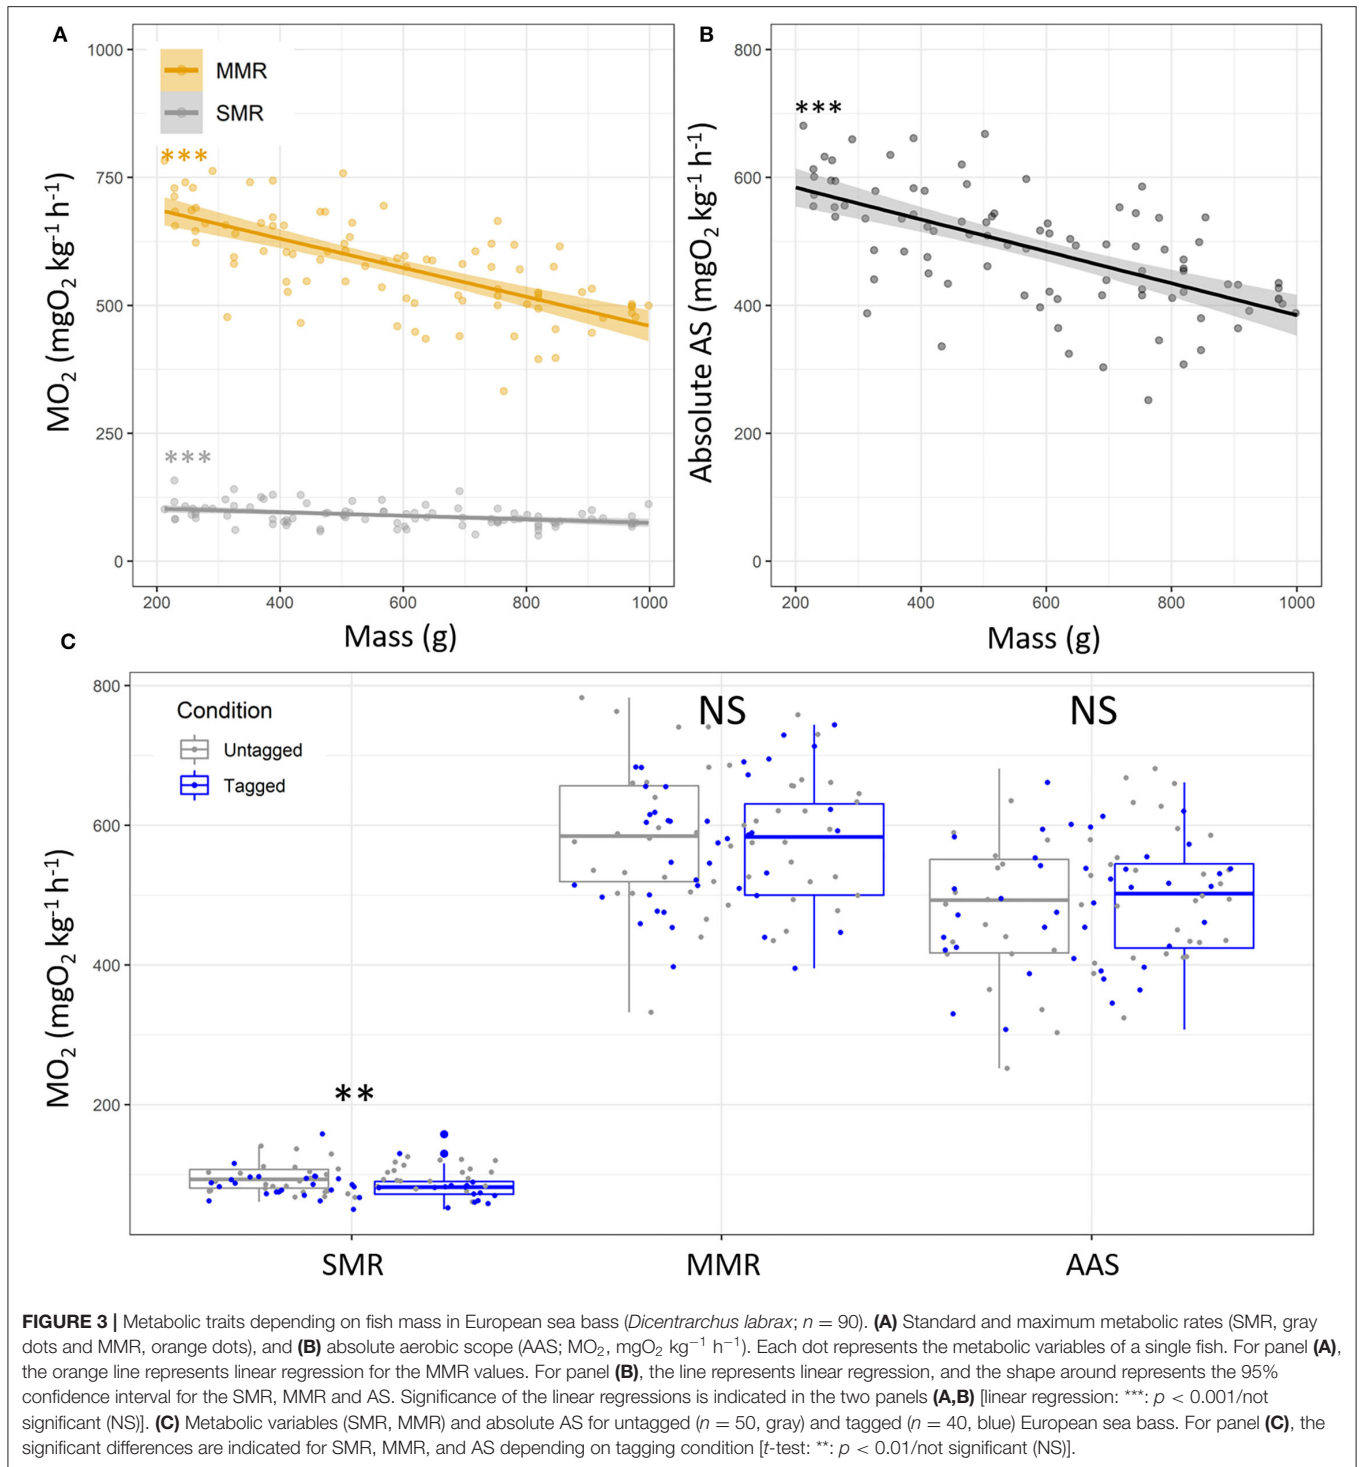 A
1000
750
500
250
0
MMR
SMR
***
***
MO2 (mgO2 kg-1 h-1)
200 400 600 800 1000
Mass (g)
B
800
600
400
200
0
***
Absolute AS (mgO2 kg-1 h-1)
200 400 600 800 1000
Mass (g)
C
800
600
400
200
MO2 (mgO2 kg-1 h-1)
Condition
Untagged
Tagged
**
NS
NS
SMR MMR AAS
FIGURE 3 | Metabolic traits depending on fish mass in European sea bass (Dicentrarchus labrax; n = 90). (A) Standard and maximum metabolic rates (SMR, gray
dots and MMR, orange dots), and (B) absolute aerobic scope (AAS; MO2, mgO2 kg−1 h−1). Each dot represents the metabolic variables of a single fish. For panel (A),
the orange line represents linear regression for the MMR values. For panel (B), the line represents linear regression, and the shape around represents the 95%
confidence interval for the SMR, MMR and AS. Significance of the linear regressions is indicated in the two panels (A,B) [linear regression: ***: p < 0.001/not
significant (NS)]. (C) Metabolic variables (SMR, MMR) and absolute AS for untagged (n = 50, gray) and tagged (n = 40, blue) European sea bass. For panel (C), the
significant differences are indicated for SMR, MMR, and AS depending on tagging condition [t-test: **: p < 0.01/not significant (NS)].